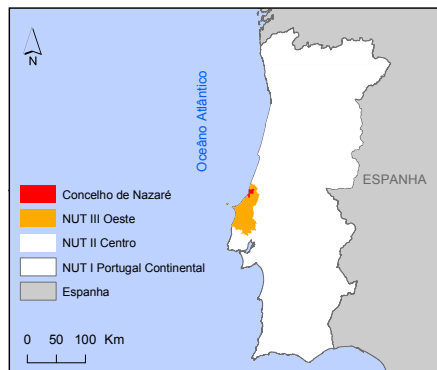 N
Oceâno Atlântico
ESPANHA
Concelho de Nazaré
NUT III Oeste
NUT II Centro
NUT I Portugal Continental
Espanha
0 50 100 Km